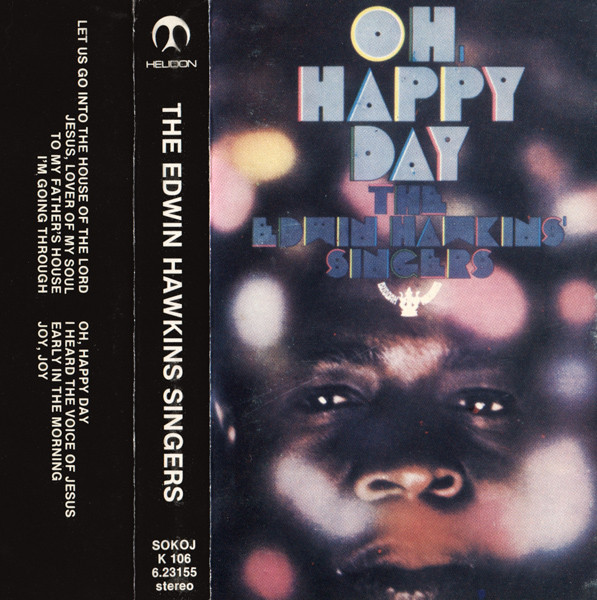 LET US GO INTO THE HOUSE OF THE LORD
JESUS, LOVER OF MY SOUL
TO MY FATHER'S HOUSE
I'M GOING THROUGH
OH, HAPPY DAY
I HEARD THE VOICE OF JESUS
EARLY IN THE MORNING
JOY, JOY
HELIDON
THE EDWIN HAWKINS SINGERS
SOKOJ
K 106
6.23155
stereo
OH,
HAPPY
DAY
THE
EDWIN HAWKINS'
SINGERS